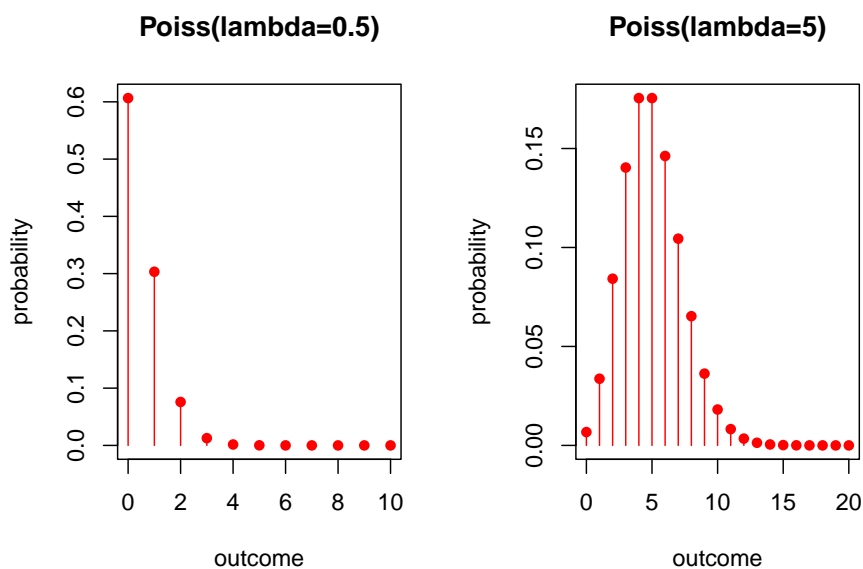 Poiss(lambda=0.5)
probability
0.0 0.1 0.2 0.3 0.4 0.5 0.6
0 2 4 6 8 10
outcome
Poiss(lambda=5)
probability
0.00 0.05 0.10 0.15
0 5 10 15 20
outcome